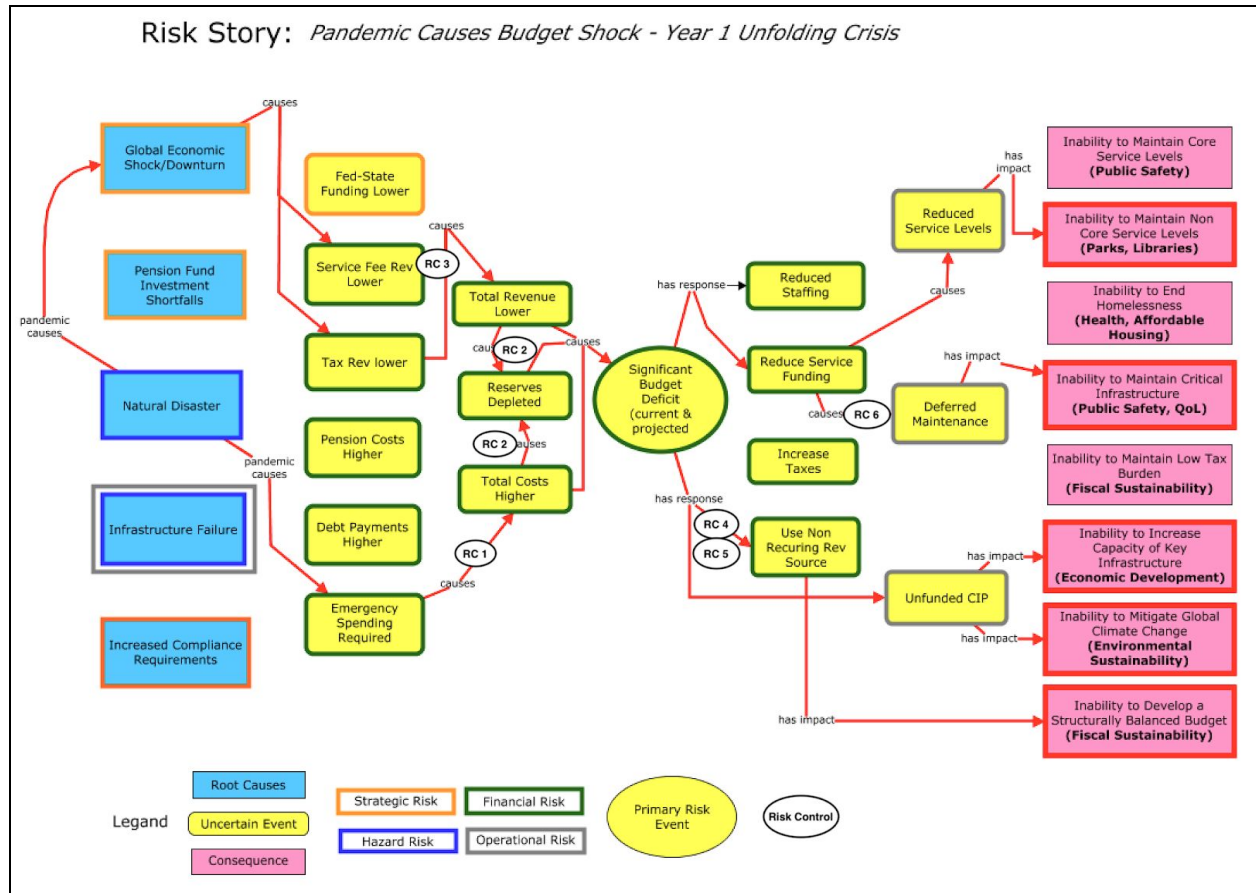 Risk Story: Pandemic Causes Budget Shock - Year 1 Unfolding Crisis
causes
Global Economic
Shock/Downturn
Pension Fund
Investment
Shortfalls
pandemic
causes
Natural Disaster
pandemic
causes
Infrastructure Failure
Increased Compliance
Requirements
Fed-State
Funding Lower
Service Fee Rev
Lower
RC 3
Tax Rev lower
Pension Costs
Higher
Debt Payments
Higher
Emergency
Spending
Required
causes
RC 1
causes
Total Revenue
Lower
RC 2
causes
Reserves
Depleted
RC 2
auses
Total Costs
Higher
Significant
Budget
Deficit
(current &
projected
has response
Reduced
Staffing
Reduce Service
Funding
causes
RC 6
causes
Increase
Taxes
has response
RC 4
RC 5
Use Non
Recuring Rev
Source
Reduced
Service Levels
has
impact
Deferred
Maintenance
has impact
Unfunded CIP
has impact
has impact
has impact
Inability to Maintain Core
Service Levels
(Public Safety)
Inability to Maintain Non
Core Service Levels
(Parks, Libraries)
Inability to End
Homelessness
(Health, Affordable
Housing)
Inability to Maintain Critical
Infrastructure
(Public Safety, QoL)
Inability to Maintain Low Tax
Burden
(Fiscal Sustainability)
Inability to Increase
Capacity of Key
Infrastructure
(Economic Development)
Inability to Mitigate Global
Climate Change
(Environmental
Sustainability)
Inability to Develop a
Structurally Balanced Budget
(Fiscal Sustainability)
Legand
Root Causes
Uncertain Event
Consequence
Strategic Risk
Financial Risk
Hazard Risk
Operational Risk
Primary Risk
Event
Risk Control